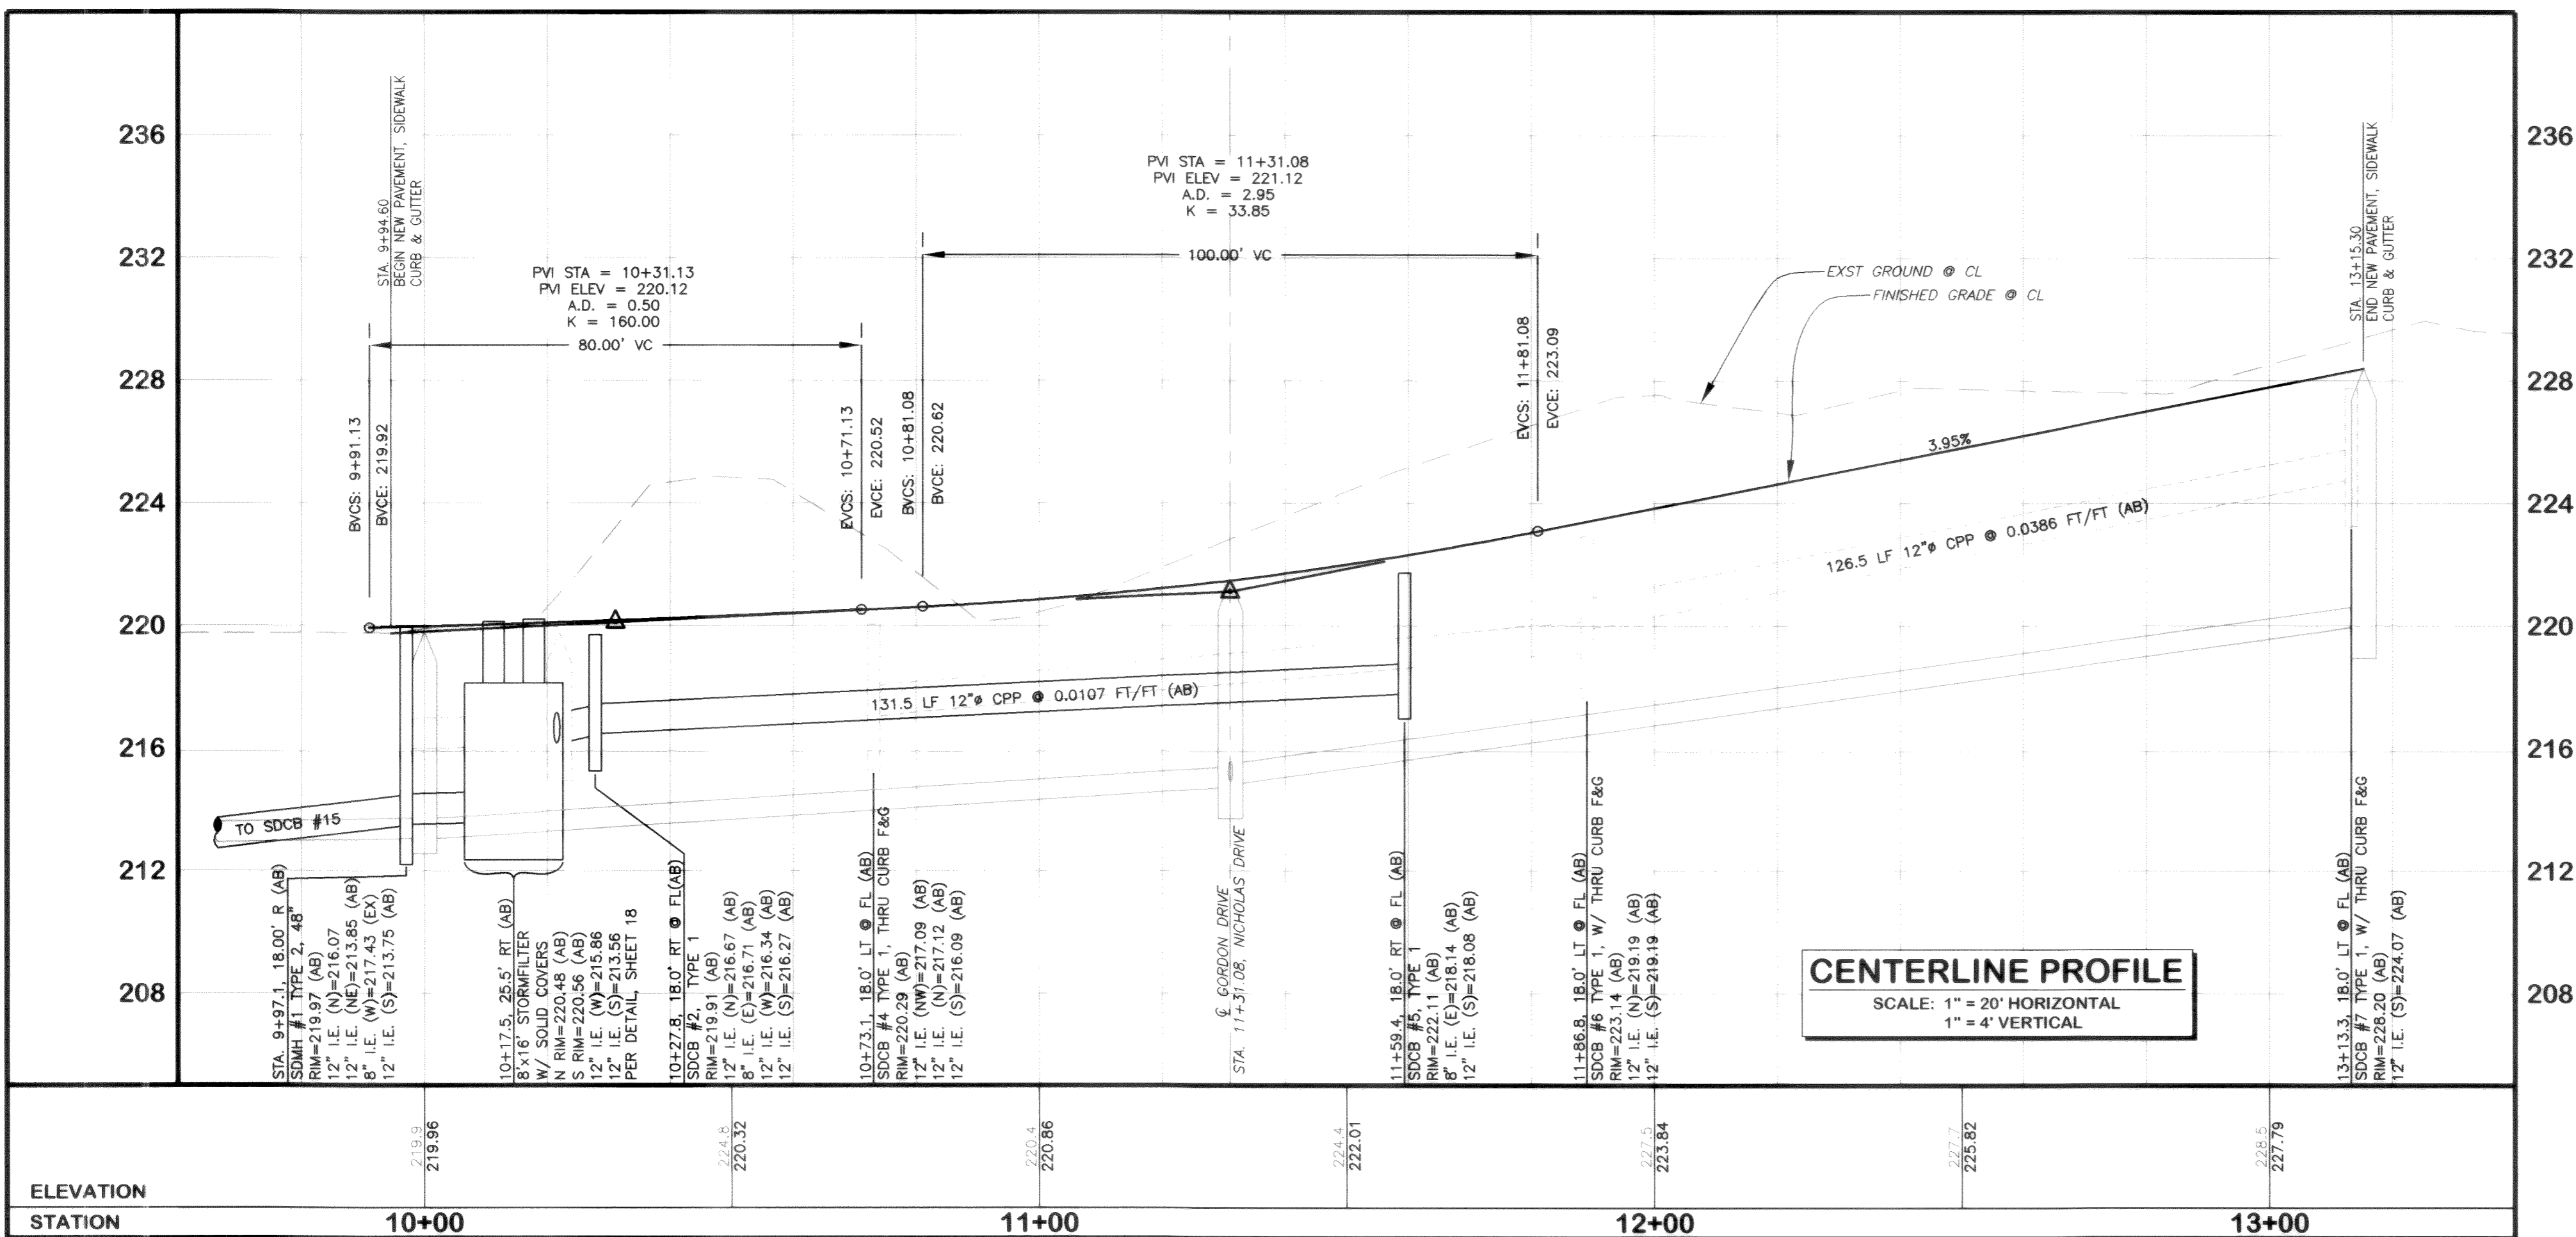 236
232
228
224
220
216
212
208
236
232
228
224
220
216
212
208
STA. 9+94.60
BEGIN NEW PAVEMENT, SIDEWALK
CURB & GUTTER
PVI STA = 10+31.13
PVI ELEV = 220.12
A.D. = 0.50
K = 160.00
80.00' VC
BVCS: 9+91.13
BVCE: 219.92
EVCS: 10+71.13
EVCE: 220.52
PVI STA = 11+31.08
PVI ELEV = 221.12
A.D. = 2.95
K = 33.85
100.00' VC
BVCS: 10+81.08
BVCE: 220.62
EVCS: 11+81.08
EVCE: 223.09
EXST GROUND @ CL
FINISHED GRADE @ CL
STA. 13+15.30
END NEW PAVEMENT, SIDEWALK
CURB & GUTTER
3.95%
126.5 LF 12"ø CPP @ 0.0386 FT/FT (AB)
131.5 LF 12"ø CPP @ 0.0107 FT/FT (AB)
TO SDCB #15
STA. 9+97.1, 18.00' R (AB)
SDMH #1 TYPE 2, 48"
RIM=219.97 (AB)
12" I.E. (N)=216.07
12" I.E. (NE)=213.85 (AB)
8" I.E. (W)=217.43 (EX)
12" I.E. (S)=213.75 (AB)
10+17.5, 25.5' RT (AB)
8'x16' STORMFILTER
W/ SOLID COVERS
N RIM=220.48 (AB)
S RIM=220.56 (AB)
12" I.E. (W)=215.86
12" I.E. (S)=213.56
PER DETAIL, SHEET 18
10+27.8, 18.0' RT @ FL(AB)
SDCB #2, TYPE 1
RIM=219.91 (AB)
12" I.E. (N)=216.67 (AB)
8" I.E. (E)=216.71 (AB)
12" I.E. (W)=216.34 (AB)
12" I.E. (S)=216.27 (AB)
10+73.1, 18.0' LT @ FL (AB)
SDCB #4 TYPE 1, THRU CURB F&G
RIM=220.29 (AB)
12" I.E. (NW)=217.09 (AB)
12" I.E. (N)=217.12 (AB)
12" I.E. (S)=216.09 (AB)
℄ GORDON DRIVE
STA. 11+31.08, NICHOLAS DRIVE
11+59.4, 18.0' RT @ FL (AB)
SDCB #5, TYPE 1
RIM=222.11 (AB)
8" I.E. (E)=218.14 (AB)
12" I.E. (S)=218.08 (AB)
11+86.8, 18.0' LT @ FL (AB)
SDCB #6 TYPE 1, W/ THRU CURB F&G
RIM=223.14 (AB)
12" I.E. (N)=219.19 (AB)
12" I.E. (S)=219.19 (AB)
13+13.3, 18.0' LT @ FL (AB)
SDCB #7 TYPE 1, W/ THRU CURB F&G
RIM=228.20 (AB)
12" I.E. (S)=224.07 (AB)
CENTERLINE PROFILE
SCALE: 1" = 20' HORIZONTAL
1" = 4' VERTICAL
219.9
219.96
224.8
220.32
220.4
220.86
224.4
222.01
227.5
223.84
227.7
225.82
228.5
227.79
ELEVATION
STATION
10+00
11+00
12+00
13+00